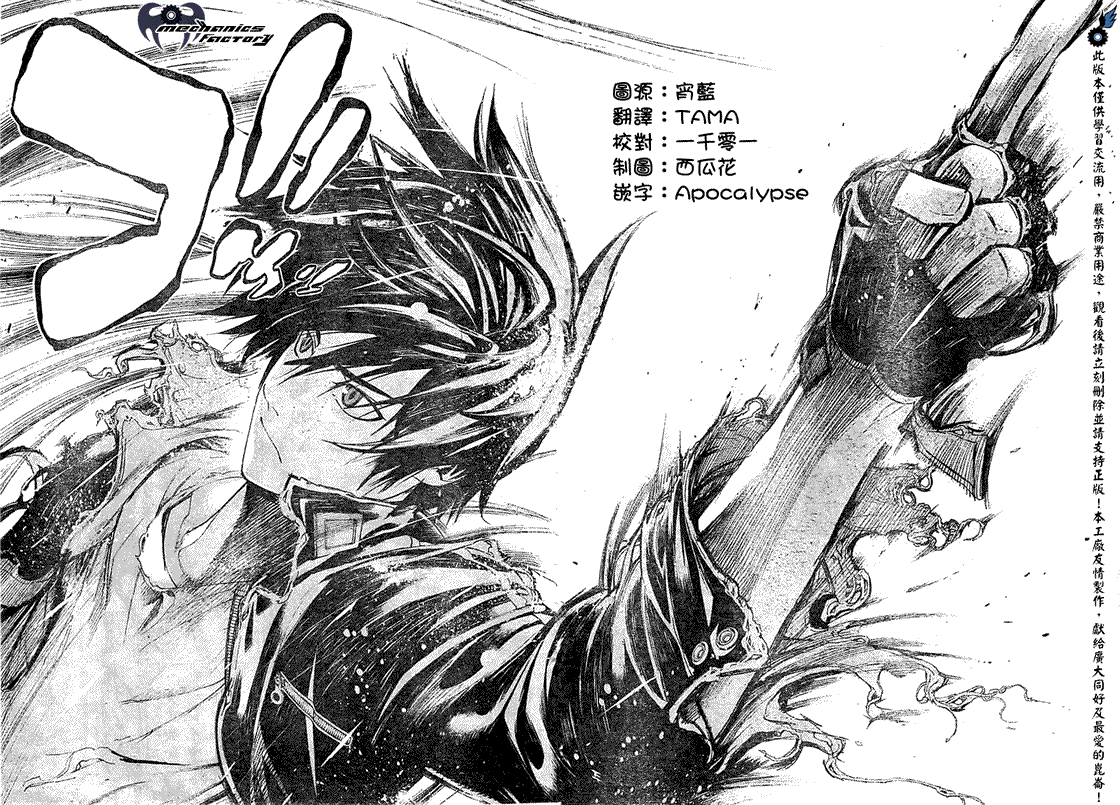 mechanics
factory
圖源：宵藍
翻譯：TAMA
校對：一千零一
制圖：西瓜花
嵌字：Apocalypse
此版本僅供學習交流用，嚴禁商業用途，觀看後請立刻刪除並請支持正版！本工廠友情製作，獻給廣大同好及最愛的崑崙！